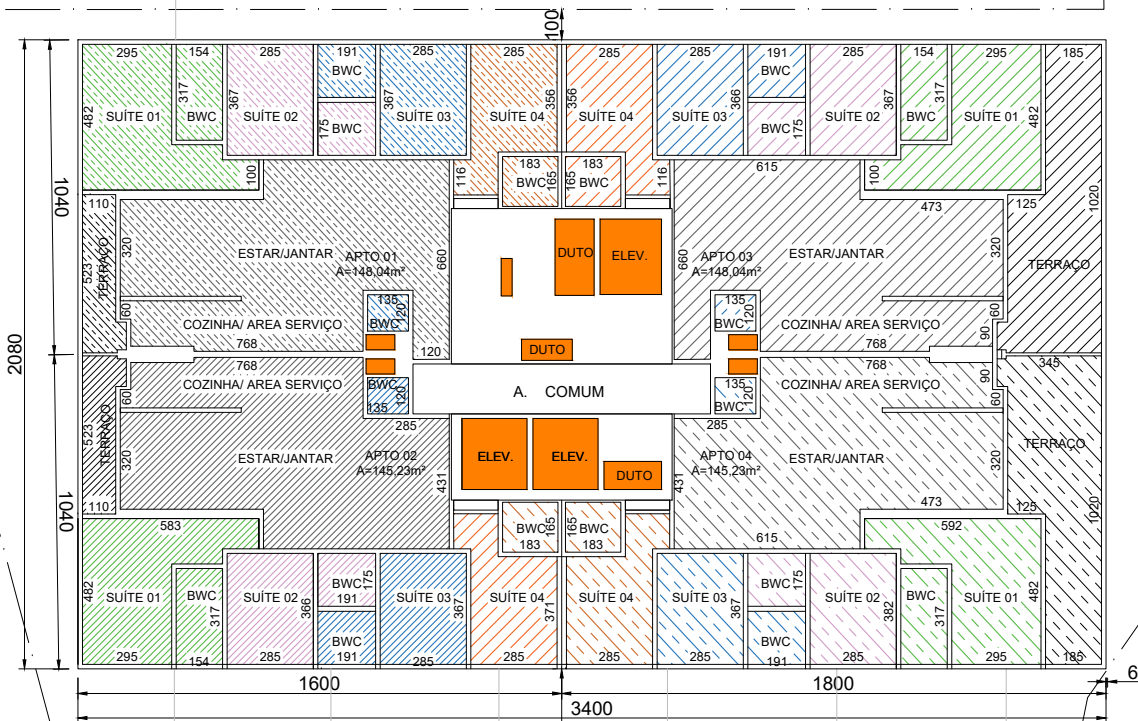 100
295 154 285 191 285 285 285 285 191 285 154 295 185
BWC BWC
482 317 367 367 356 356 366 367 317 482
SUÍTE 01 BWC SUÍTE 02 BWC SUÍTE 03 SUÍTE 04 SUÍTE 04 SUÍTE 03 BWC SUÍTE 02 BWC SUÍTE 01
175 175
183 183
615
100 116 BWC 165 165 BWC 116 100
1040 110 473 125 1020
320 660 660 320
ESTAR/JANTAR APTO 01 DUTO ELEV. APTO 03 ESTAR/JANTAR
A=148,04m² A=148,04m²
523 TERRAÇO TERRAÇO
135 135
60 120 120 60
COZINHA/ AREA SERVIÇO BWC BWC COZINHA/ AREA SERVIÇO
768 768 90
120 DUTO
2080
768 768 345
COZINHA/ AREA SERVIÇO BWC 135 COZINHA/ AREA SERVIÇO 90
60 120 A. COMUM 120 60
135 BWC
285 285
523 TERRAÇO TERRAÇO
320 320
ESTAR/JANTAR APTO 02 ELEV. ELEV. APTO 04 ESTAR/JANTAR
A=145,23m² A=145,23m²
431 DUTO 431
110 473 125 1020
1040 583 592
BWC 165 165 BWC
183 183 615
BWC 175 BWC 175
191
482 366 367 371 367 382 482
SUÍTE 01 BWC SUÍTE 02 SUÍTE 03 SUÍTE 04 SUÍTE 04 SUÍTE 03 SUÍTE 02 BWC SUÍTE 01
317 317
BWC BWC
295 154 285 191 285 285 285 285 191 285 154 295 185
6
1600 1800
3400